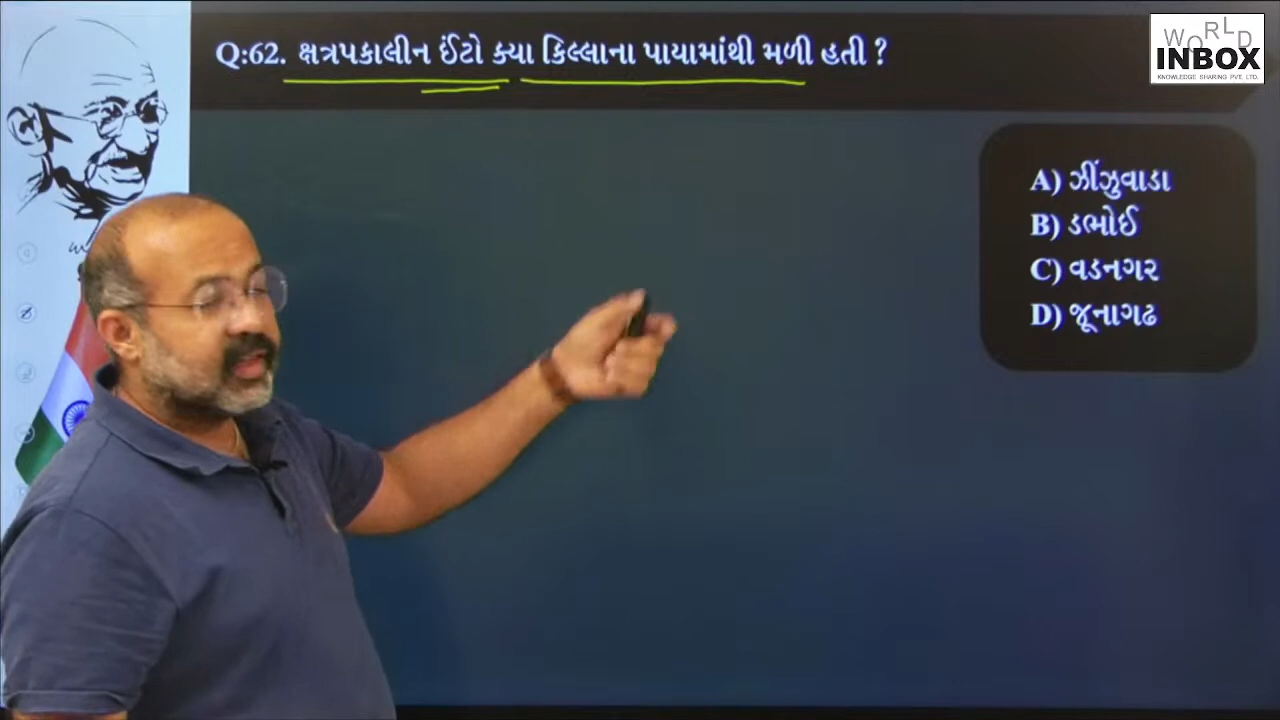 Q:62. ક્ષત્રપકાલીન ઈંટો ક્યા કિલ્લાના પાયામાંથી મળી હતી ?
WORLD
INBOX
KNOWLEDGE SHARING PVT. LTD.
A) ઝીંઝુવાડા
B) ડભોઈ
C) વડનગર
D) જૂનાગઢ